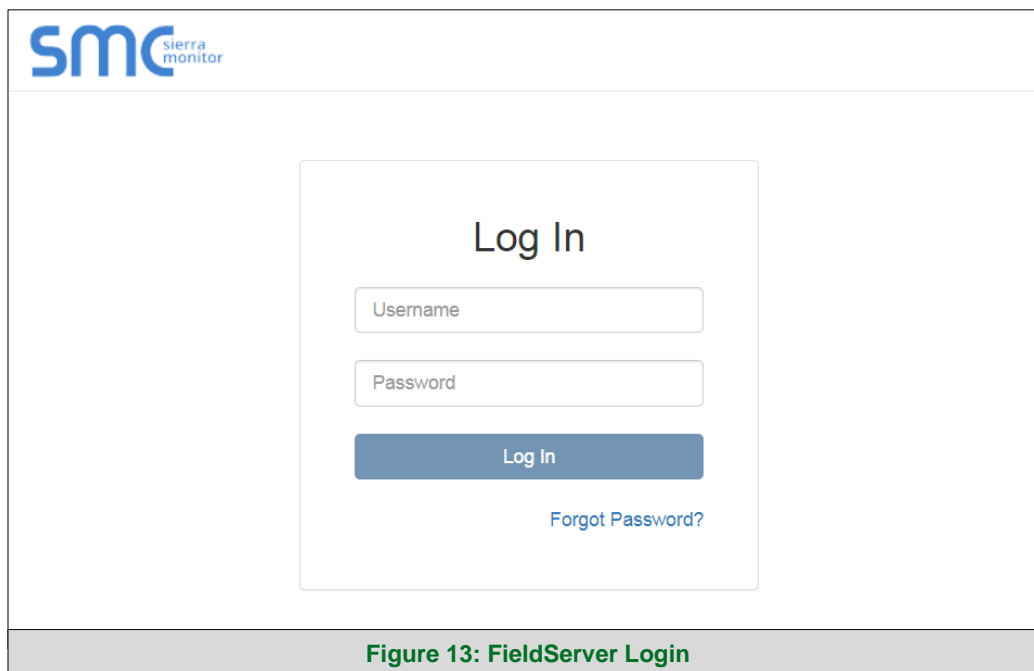 SMC sierra
monitor
Log In
Username
Password
Log In
Forgot Password?
Figure 13: FieldServer Login